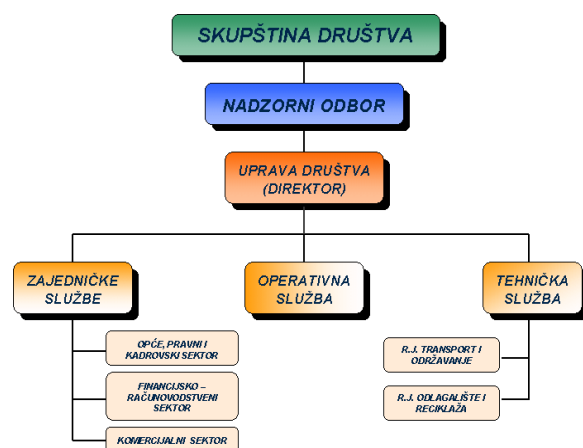 SKUPŠTINA DRUŠTVA
NADZORNI ODBOR
UPRAVA DRUŠTVA
(DIREKTOR)
ZAJEDNIČKE
SLUŽBE
OPERATIVNA
SLUŽBA
TEHNIČKA
SLUŽBA
OPĆE, PRAVNI I
KADROVSKI SEKTOR
FINANCIJSKO –
RAČUNOVODSTVENI
SEKTOR
KOMERCIJALNI SEKTOR
R.J. TRANSPORT I
ODRŽAVANJE
R.J. ODLAGALIŠTE I
RECIKLAŽA